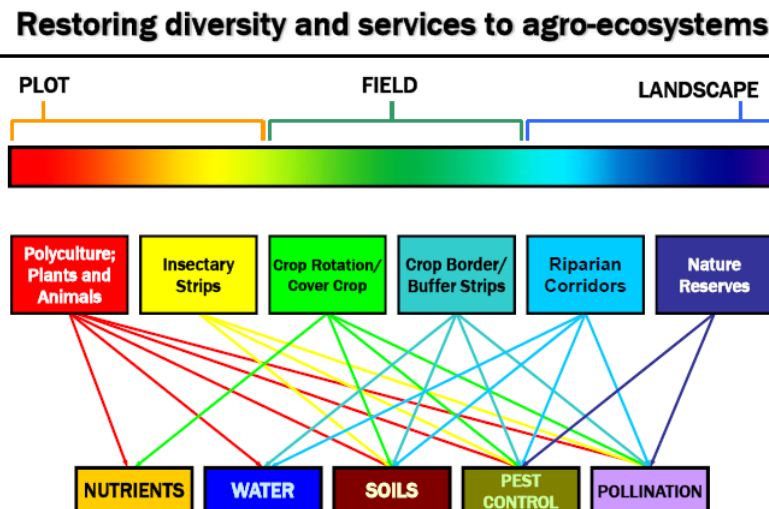 Restoring diversity and services to agro-ecosystems
PLOT
FIELD
LANDSCAPE
Polyculture;
Plants and
Animals
Insectary
Strips
Crop Rotation/
Cover Crop
Crop Border/
Buffer Strips
Riparian
Corridors
Nature
Reserves
NUTRIENTS
WATER
SOILS
PEST
CONTROL
POLLINATION